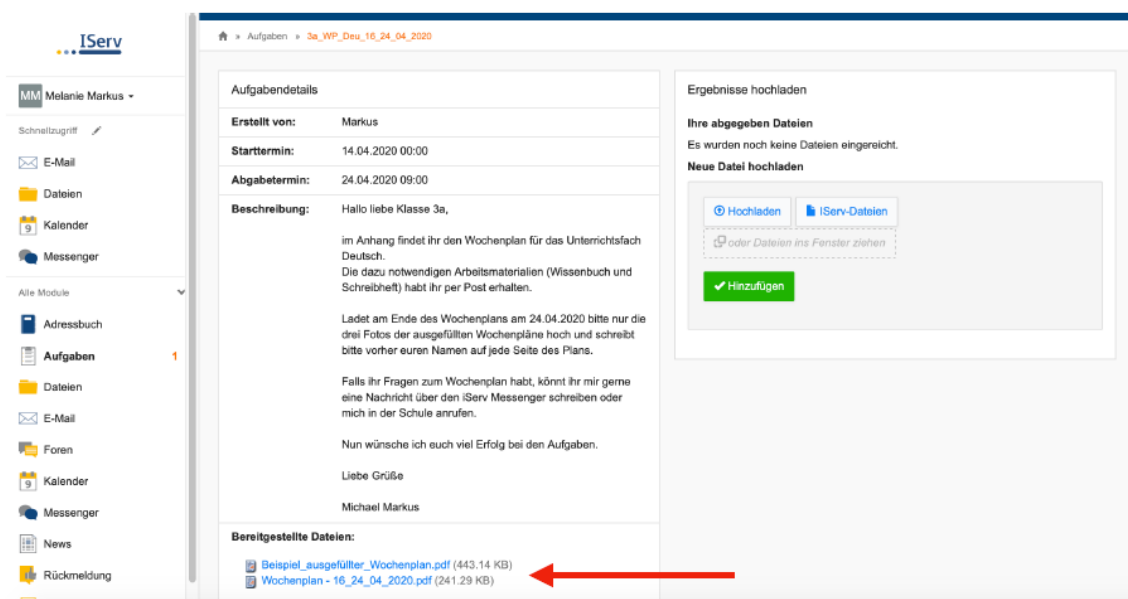 IServ
MM Melanie Markus
Schnellzugriff
E-Mail
Dateien
9 Kalender
Messenger
Alle Module
Adressbuch
Aufgaben 1
Dateien
E-Mail
Foren
9 Kalender
Messenger
News
Rückmeldung
» Aufgaben » 3a_WP_Deu_16_24_04_2020
Aufgabendetails
Erstellt von: Markus
Starttermin: 14.04.2020 00:00
Abgabetermin: 24.04.2020 09:00
Beschreibung: Hallo liebe Klasse 3a,
im Anhang findet ihr den Wochenplan für das Unterrichtsfach
Deutsch.
Die dazu notwendigen Arbeitsmaterialien (Wissenbuch und
Schreibheft) habt ihr per Post erhalten.
Ladet am Ende des Wochenplans am 24.04.2020 bitte nur die
drei Fotos der ausgefüllten Wochenpläne hoch und schreibt
bitte vorher euren Namen auf jede Seite des Plans.
Falls ihr Fragen zum Wochenplan habt, könnt ihr mir gerne
eine Nachricht über den iServ Messenger schreiben oder
mich in der Schule anrufen.
Nun wünsche ich euch viel Erfolg bei den Aufgaben.
Liebe Grüße
Michael Markus
Bereitgestellte Dateien:
Beispiel_ausgefüllter_Wochenplan.pdf (443.14 KB)
Wochenplan - 16_24_04_2020.pdf (241.29 KB)
Ergebnisse hochladen
Ihre abgegeben Dateien
Es wurden noch keine Dateien eingereicht.
Neue Datei hochladen
Hochladen
IServ-Dateien
oder Dateien ins Fenster ziehen
Hinzufügen